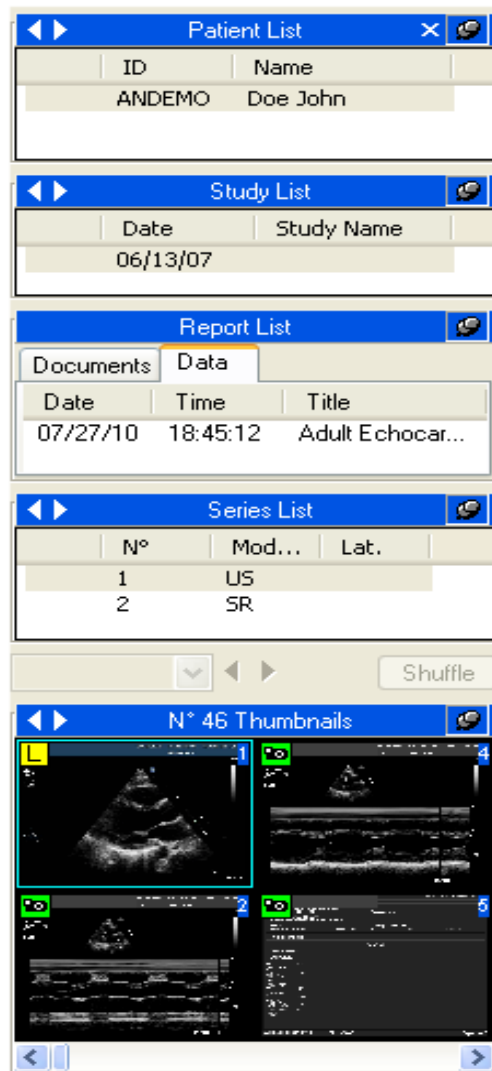 Patient List
ID Name
ANDEMO Doe John
Study List
Date Study Name
06/13/07
Report List
Documents Data
Date Time Title
07/27/10 18:45:12 Adult Echocar...
Series List
N° Mod... Lat.
1 US
2 SR
Shuffle
N° 46 Thumbnails
L 1 4
2 5